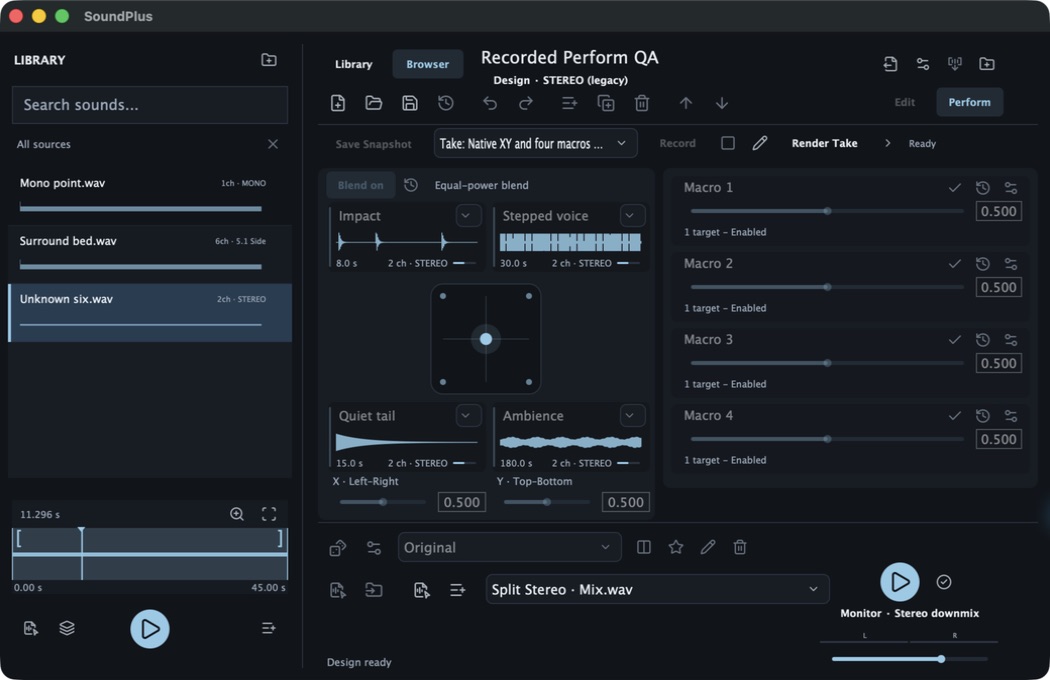 SoundPlus
LIBRARY
Search sounds...
All sources
Mono point.wav
1ch · MONO
Surround bed.wav
6ch · 5.1 Side
Unknown six.wav
2ch · STEREO
11.296 s
[ ]
0.00 s
45.00 s
Library
Browser
Recorded Perform QA
Design · STEREO (legacy)
Edit
Perform
Save Snapshot
Take: Native XY and four macros ...
Record
Render Take
Ready
Blend on
Equal-power blend
Impact
8.0 s
2 ch · STEREO
Stepped voice
30.0 s
2 ch · STEREO
Quiet tail
15.0 s
2 ch · STEREO
Ambience
180.0 s
2 ch · STEREO
X · Left-Right
0.500
Y · Top-Bottom
0.500
Macro 1
0.500
1 target – Enabled
Macro 2
0.500
1 target – Enabled
Macro 3
0.500
1 target – Enabled
Macro 4
0.500
1 target – Enabled
Original
Split Stereo · Mix.wav
Monitor · Stereo downmix
L
R
Design ready